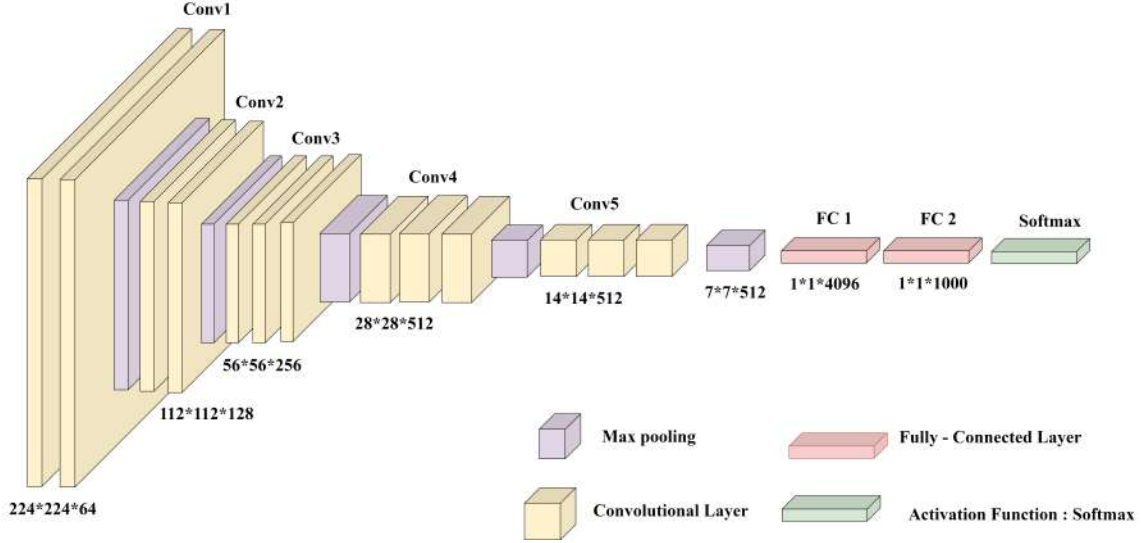 Conv1
Conv2
Conv3
Conv4
Conv5
FC 1
FC 2
Softmax
224*224*64
112*112*128
56*56*256
28*28*512
14*14*512
7*7*512
1*1*4096
1*1*1000
Max pooling
Fully - Connected Layer
Convolutional Layer
Activation Function : Softmax